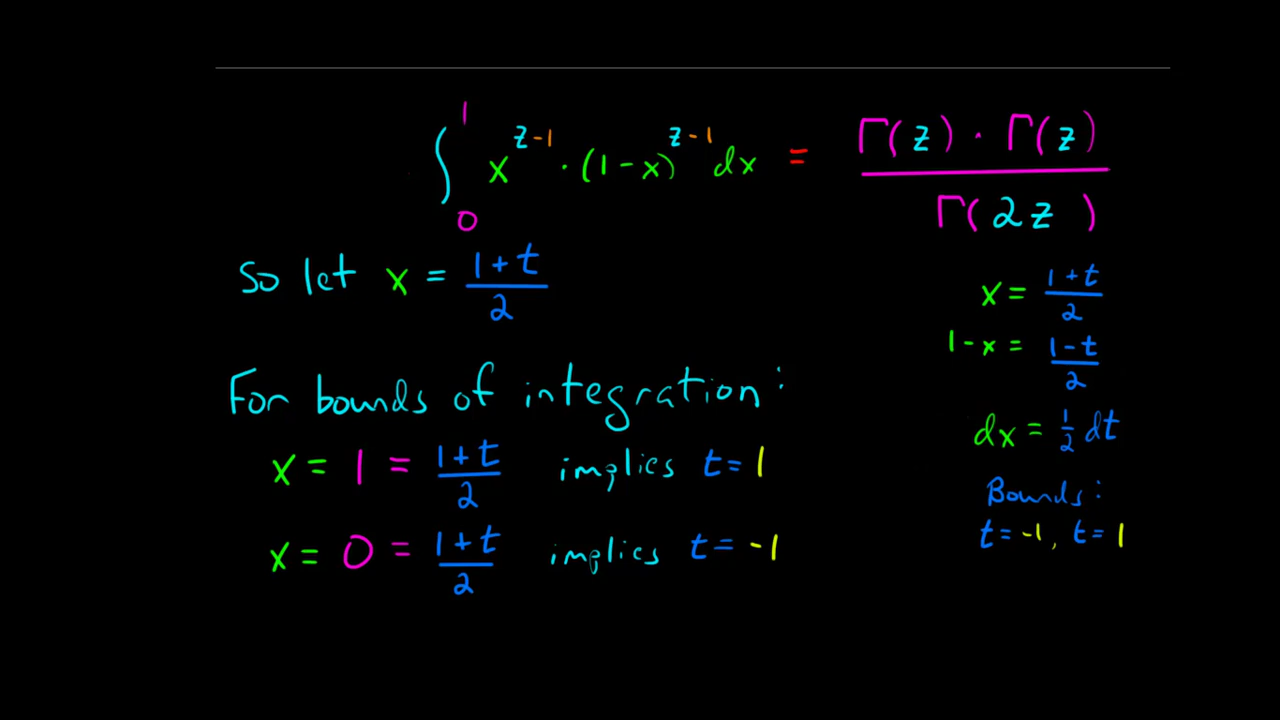 ∫₀¹ x^(z-1) · (1-x)^(z-1) dx = Γ(z) · Γ(z) / Γ(2z)
So let x = (1+t)/2
x = (1+t)/2
1-x = (1-t)/2
For bounds of integration:
dx = 1/2 dt
x = 1 = (1+t)/2 implies t = 1
Bounds:
t = -1, t = 1
x = 0 = (1+t)/2 implies t = -1